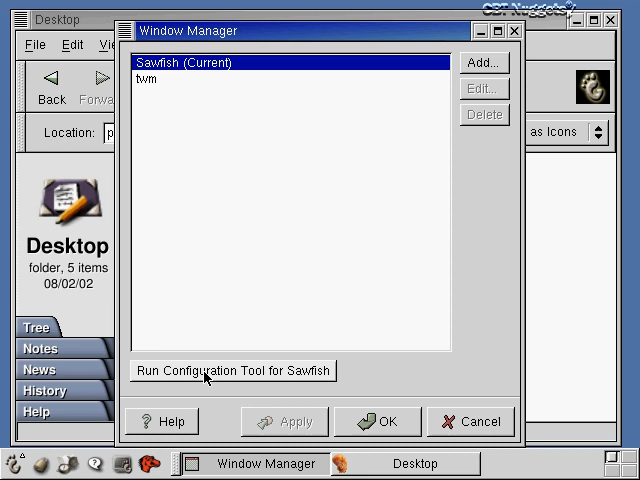 CBT Nuggets
Desktop
Window Manager
File Edit
Sawfish (Current)
twm
Add...
Edit...
Delete
Back
Location:
as Icons
Desktop
folder, 5 items
08/02/02
Tree
Notes
News
History
Help
Run Configuration Tool for Sawfish
Help
Apply
OK
Cancel
Window Manager
Desktop